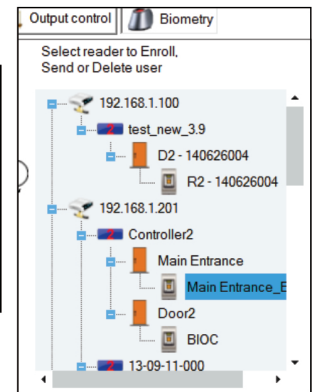 Output control
Biometry
Select reader to Enroll,
Send or Delete user
192.168.1.100
test_new_3.9
D2 - 140626004
R2 - 140626004
192.168.1.201
Controller2
Main Entrance
Main Entrance_E
Door2
BIOC
13-09-11-000